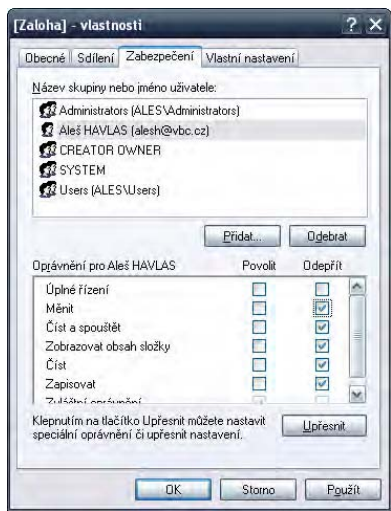 [Zaloha] - vlastnosti
Obecné Sdílení Zabezpečení Vlastní nastavení
Název skupiny nebo jméno uživatele:
Administrators (ALES\Administrators)
Aleš HAVLAS (alesh@vbc.cz)
CREATOR OWNER
SYSTEM
Users (ALES\Users)
Přidat... Odebrat
Oprávnění pro Aleš HAVLAS Povolit Odepřít
Úplné řízení
Měnit
Číst a spouštět
Zobrazovat obsah složky
Číst
Zapisovat
Zvláštní oprávnění
Klepnutím na tlačítko Upřesnit můžete nastavit
speciální oprávnění či upřesnit nastavení.
Upřesnit
OK Storno Použít